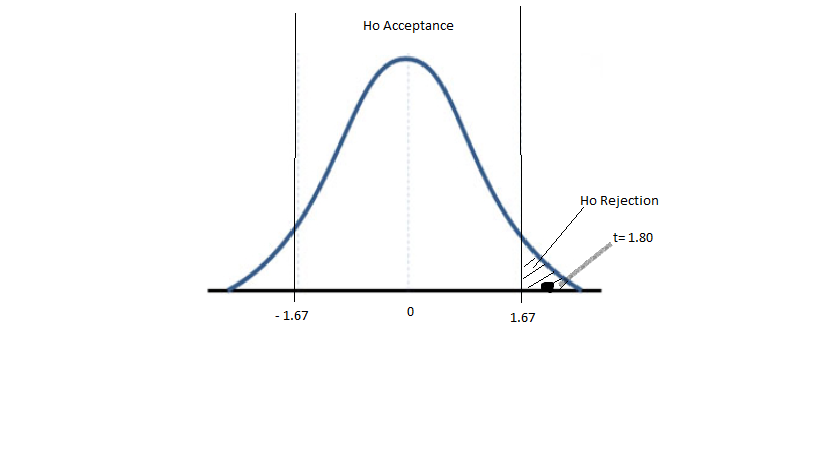 Ho Acceptance
Ho Rejection
t= 1.80
- 1.67
0
1.67